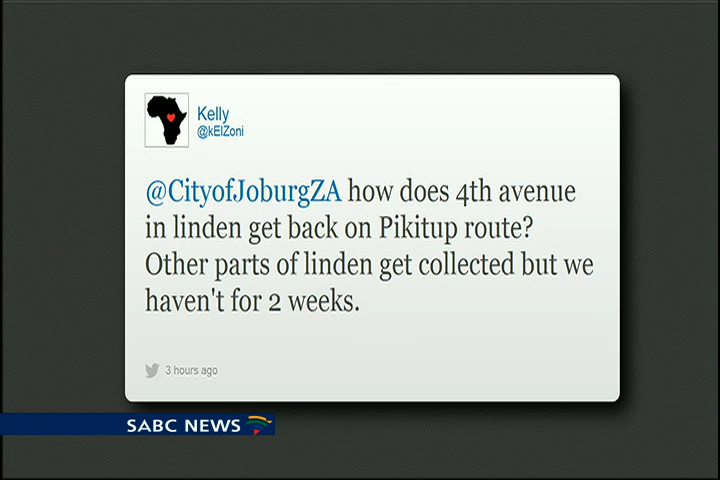 Kelly
@kElZoni
@CityofJoburgZA how does 4th avenue
in linden get back on Pikitup route?
Other parts of linden get collected but we
haven't for 2 weeks.
3 hours ago
SABC NEWS